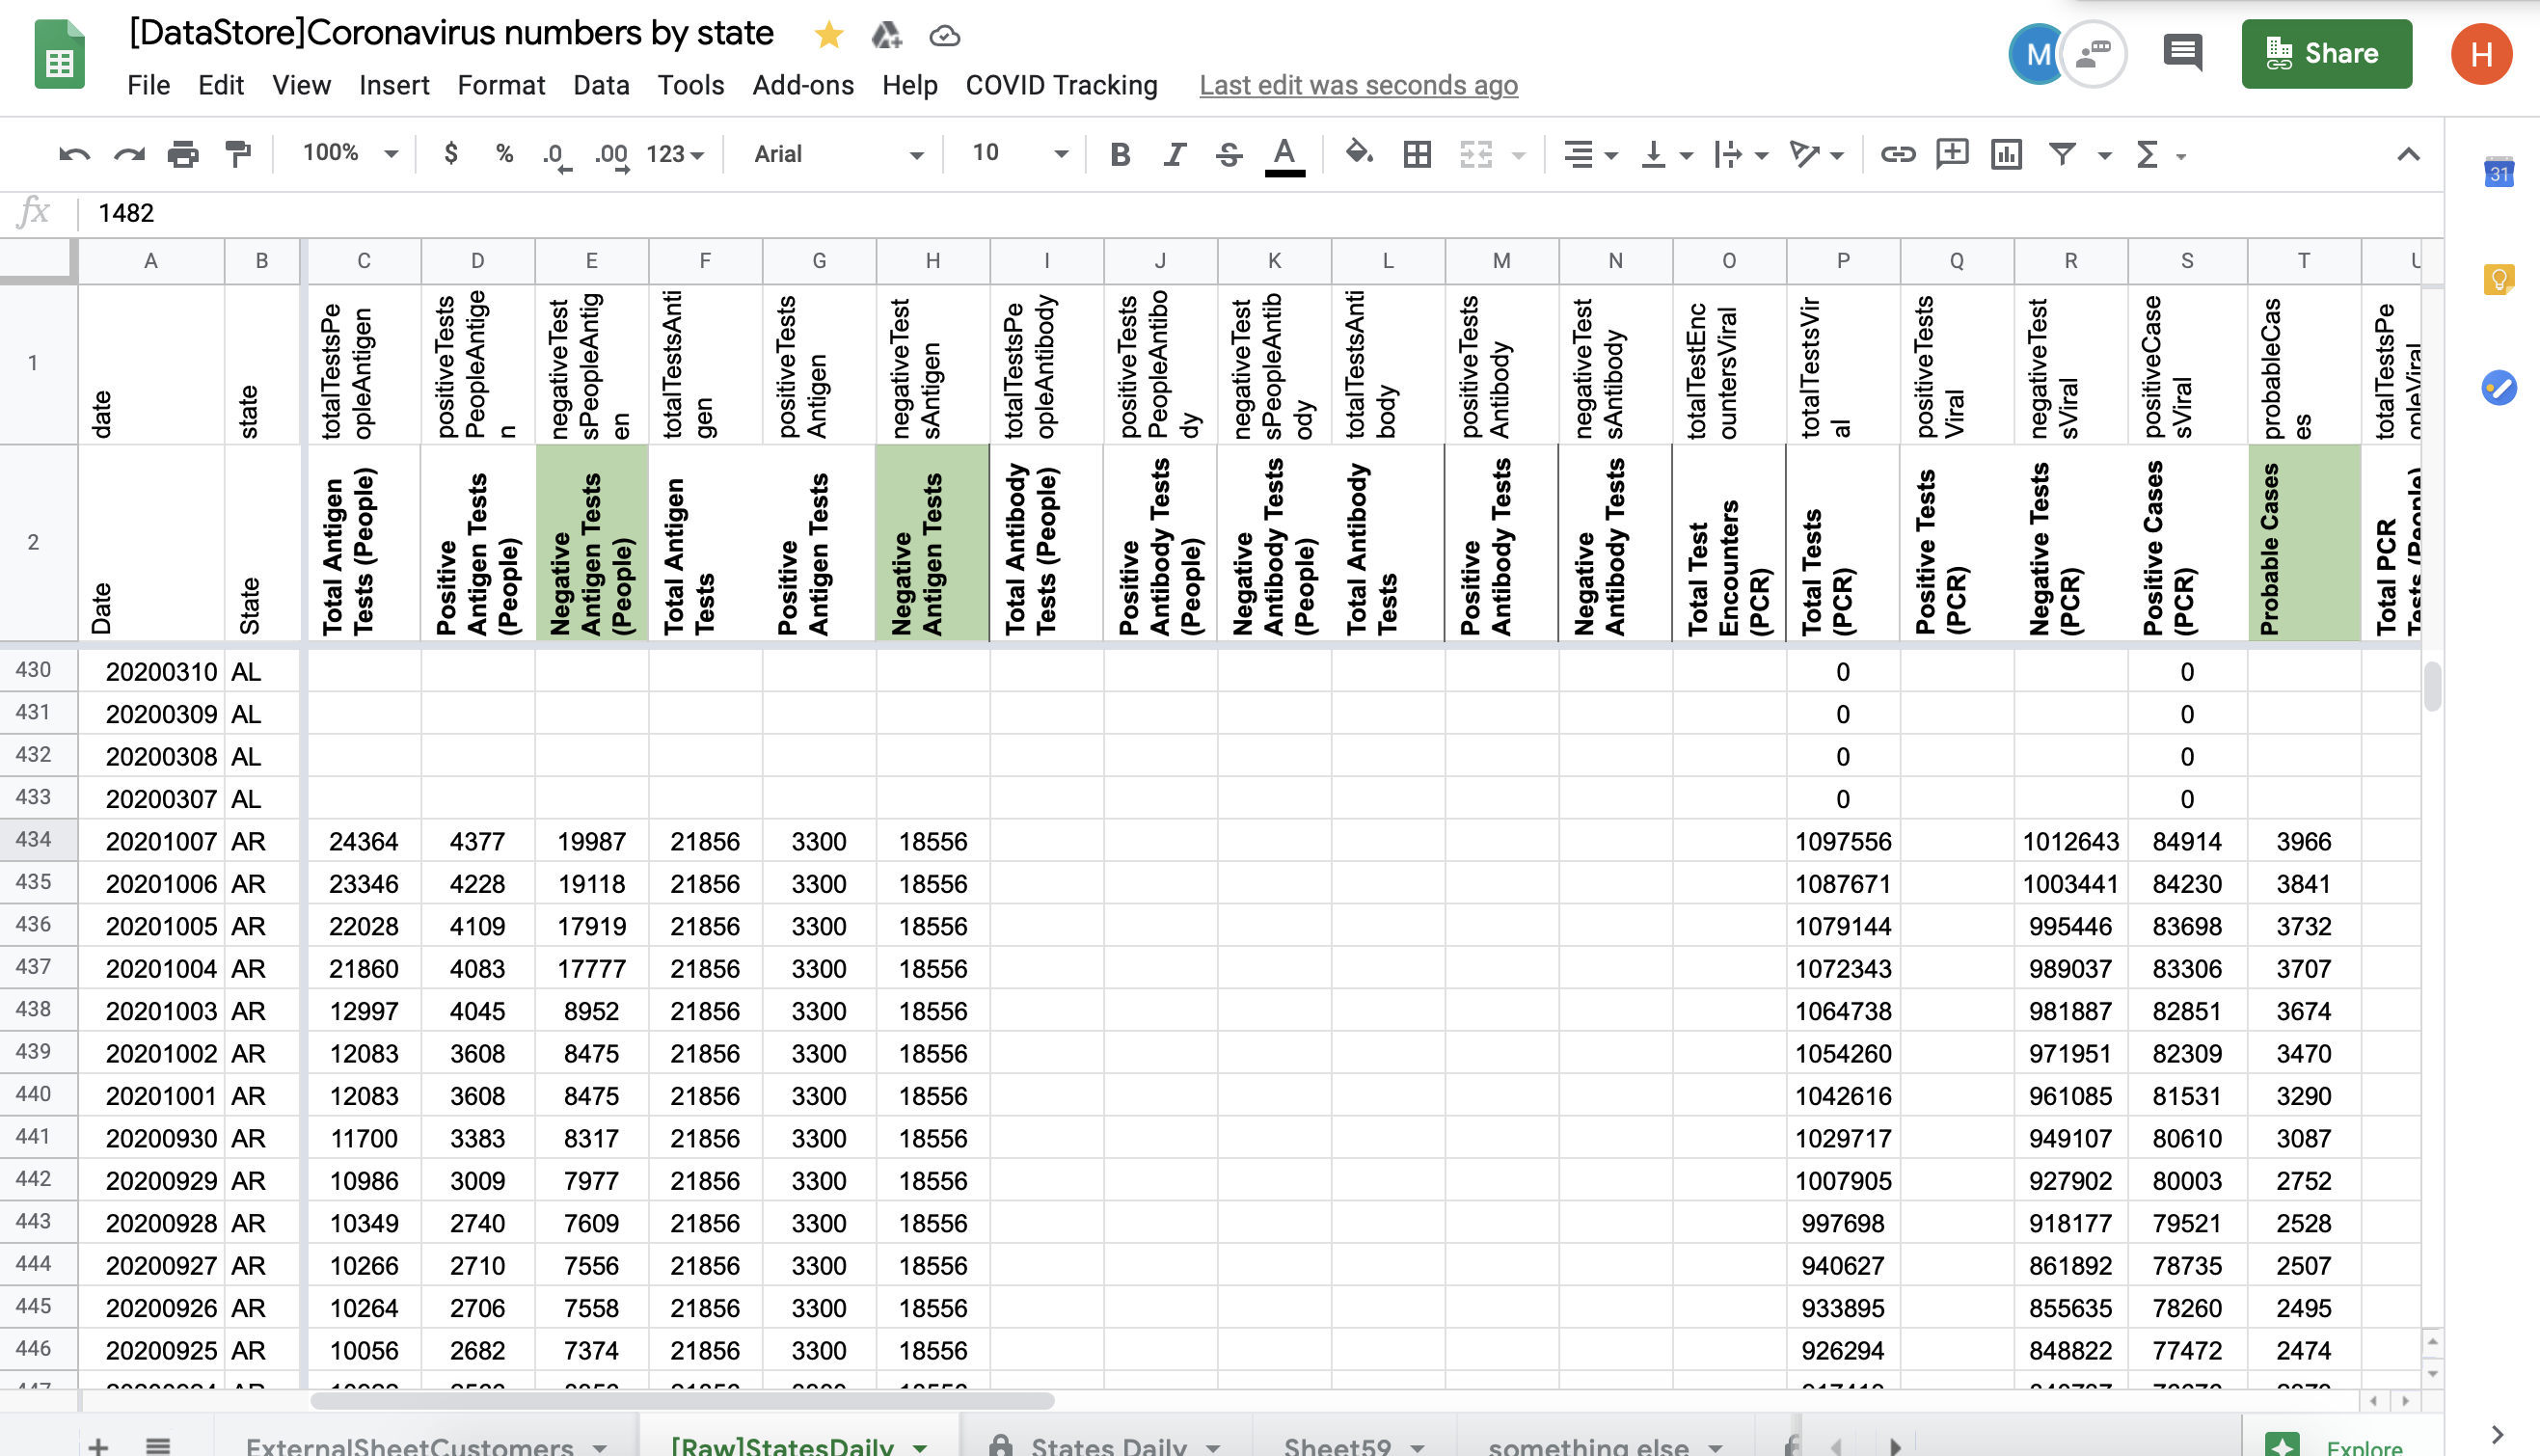 [DataStore]Coronavirus numbers by state
M
Share
H
File Edit View Insert Format Data Tools Add-ons Help COVID Tracking Last edit was seconds ago
100% $ % .0 .00 123 Arial 10 B I S A Σ
31
fx 1482
A B C D E F G H I J K L M N O P Q R S T
1 date state totalTestsPeopleAntigen positiveTestsPeopleAntigen negativeTestsPeopleAntigen totalTestsAntigen positiveTestsAntigen negativeTestsAntigen totalTestsPeopleAntibody positiveTestsPeopleAntibody negativeTestsPeopleAntibody totalTestsAntibody positiveTestsAntibody negativeTestsAntibody totalTestEncountersViral totalTestsViral positiveTestsViral negativeTestsViral positiveCasesViral probableCases totalTestsPeopleViral
2 Date State Total Antigen Tests (People) Positive Antigen Tests (People) Negative Antigen Tests (People) Total Antigen Tests Positive Antigen Tests Negative Antigen Tests Total Antibody Tests (People) Positive Antibody Tests (People) Negative Antibody Tests (People) Total Antibody Tests Positive Antibody Tests Negative Antibody Tests Total Test Encounters (PCR) Total Tests (PCR) Positive Tests (PCR) Negative Tests (PCR) Positive Cases (PCR) Probable Cases Total PCR Tests (People)
430 20200310 AL 0 0
431 20200309 AL 0 0
432 20200308 AL 0 0
433 20200307 AL 0 0
434 20201007 AR 24364 4377 19987 21856 3300 18556 1097556 1012643 84914 3966
435 20201006 AR 23346 4228 19118 21856 3300 18556 1087671 1003441 84230 3841
436 20201005 AR 22028 4109 17919 21856 3300 18556 1079144 995446 83698 3732
437 20201004 AR 21860 4083 17777 21856 3300 18556 1072343 989037 83306 3707
438 20201003 AR 12997 4045 8952 21856 3300 18556 1064738 981887 82851 3674
439 20201002 AR 12083 3608 8475 21856 3300 18556 1054260 971951 82309 3470
440 20201001 AR 12083 3608 8475 21856 3300 18556 1042616 961085 81531 3290
441 20200930 AR 11700 3383 8317 21856 3300 18556 1029717 949107 80610 3087
442 20200929 AR 10986 3009 7977 21856 3300 18556 1007905 927902 80003 2752
443 20200928 AR 10349 2740 7609 21856 3300 18556 997698 918177 79521 2528
444 20200927 AR 10266 2710 7556 21856 3300 18556 940627 861892 78735 2507
445 20200926 AR 10264 2706 7558 21856 3300 18556 933895 855635 78260 2495
446 20200925 AR 10056 2682 7374 21856 3300 18556 926294 848822 77472 2474
ExternalSheetCustomers [Raw]StatesDaily States Daily Sheet59 something else Explore